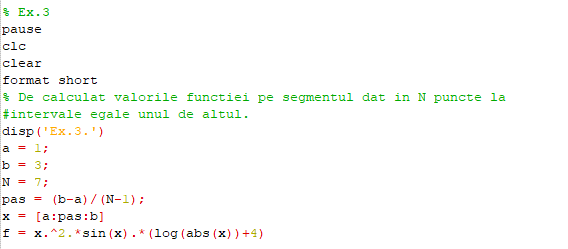 % Ex.3
pause
clc
clear
format short
% De calculat valorile functiei pe segmentul dat in N puncte la
#intervale egale unul de altul.
disp('Ex.3.')
a = 1;
b = 3;
N = 7;
pas = (b-a)/(N-1);
x = [a:pas:b]
f = x.^2.*sin(x).*(log(abs(x))+4)